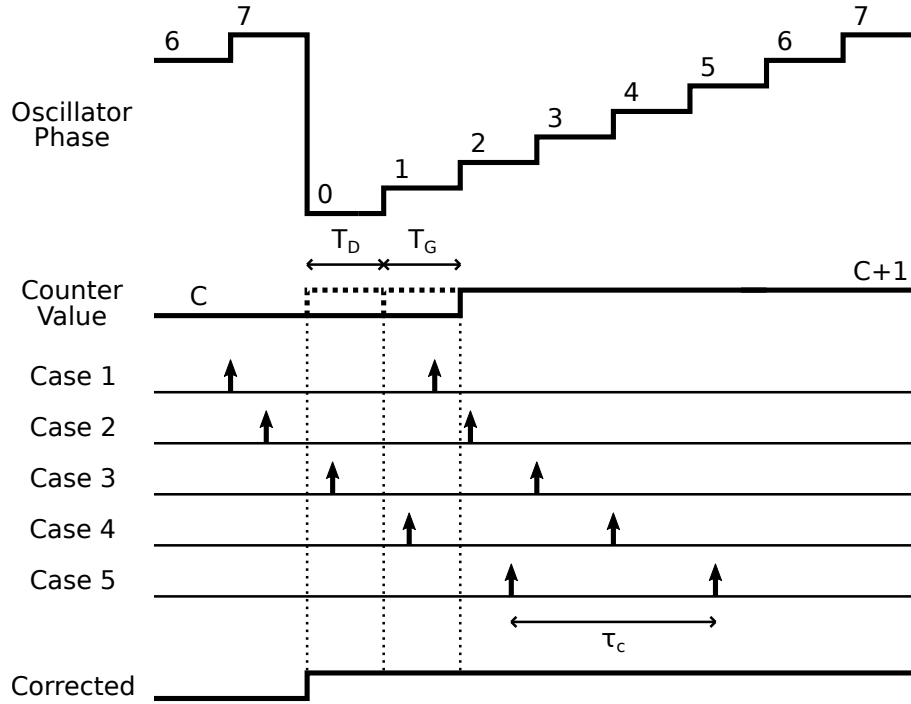 6 7 0 1 2 3 4 5 6 7
Oscillator
Phase
T_D T_G
Counter
Value
C C+1
Case 1
Case 2
Case 3
Case 4
Case 5
τ_c
Corrected